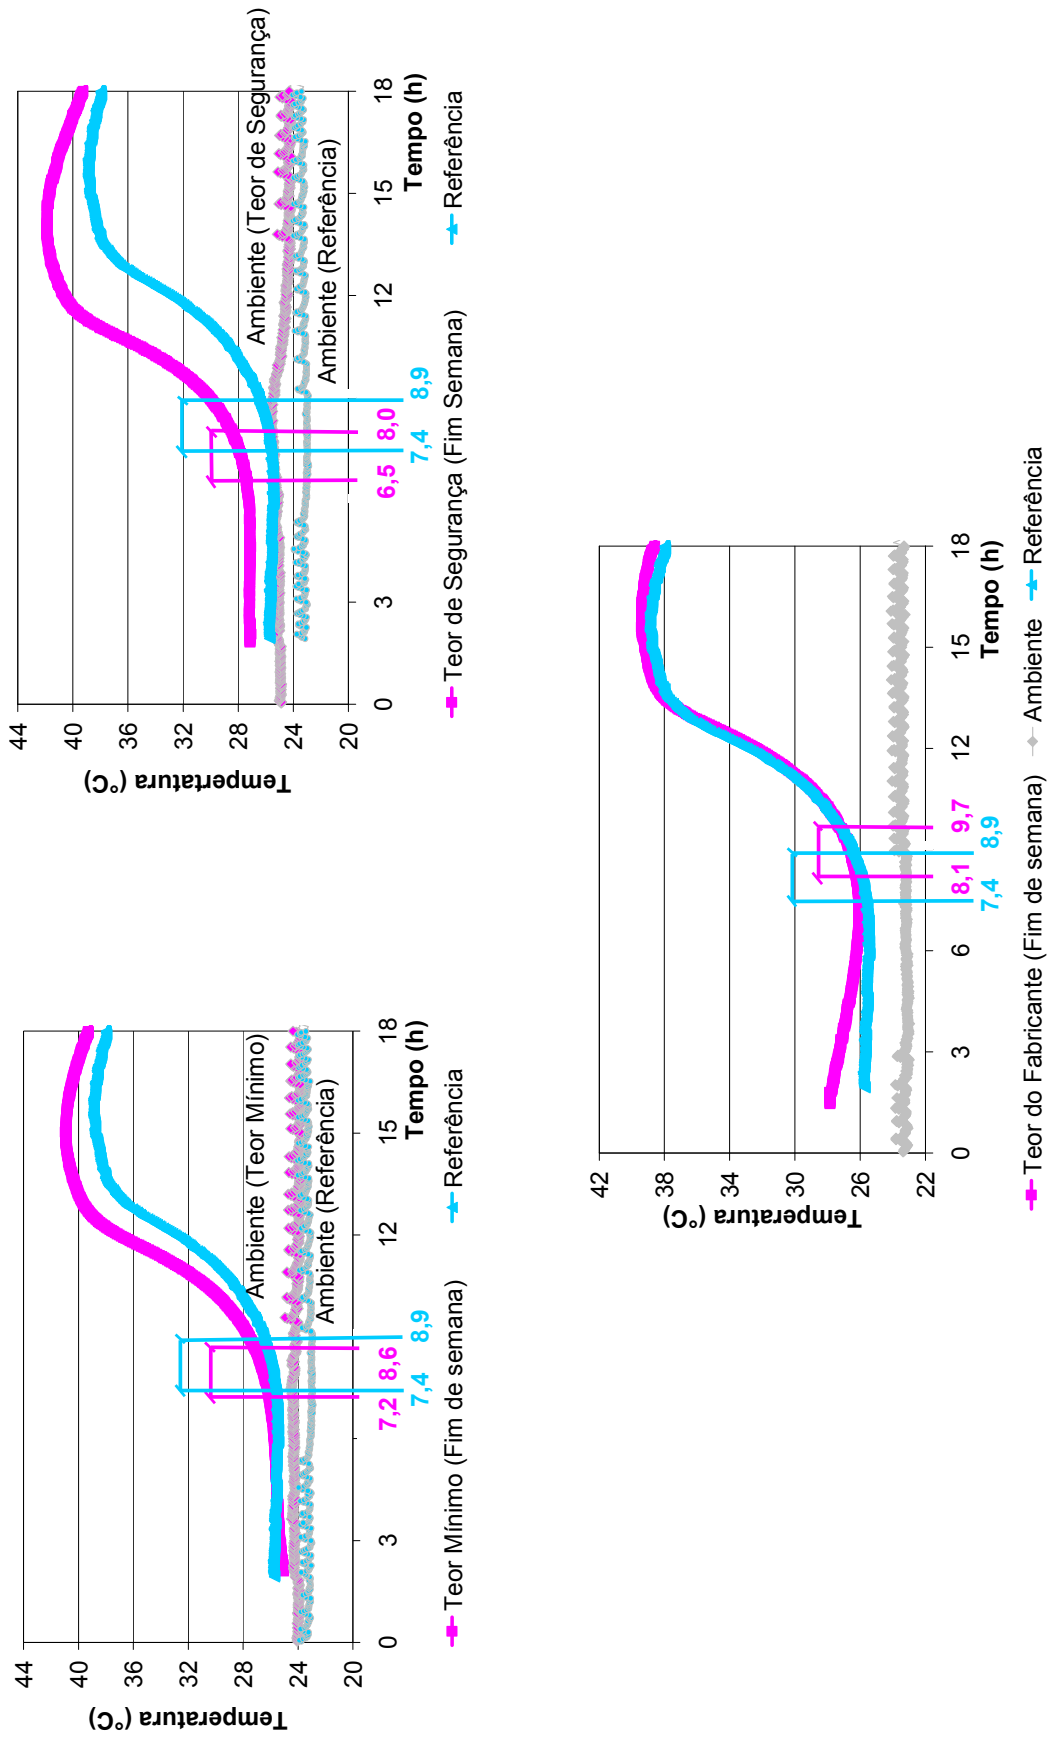 Temperatura (°C)
44
40
36
32
28
24
20
Ambiente (Teor Mínimo)
Ambiente (Referência)
0 3 7,2 8,6 12 15 18
7,4 8,9 Tempo (h)
Teor Mínimo (Fim de semana) Referência
Tempertatura (°C)
44
40
36
32
28
24
20
Ambiente (Teor de Segurança)
Ambiente (Referência)
0 3 6,5 8,0 12 15 18
7,4 8,9 Tempo (h)
Teor de Segurança (Fim Semana) Referência
Temperatura (°C)
42
38
34
30
26
22
0 3 6 8,1 9,7 12 15 18
7,4 8,9 Tempo (h)
Teor do Fabricante (Fim de semana) Ambiente Referência